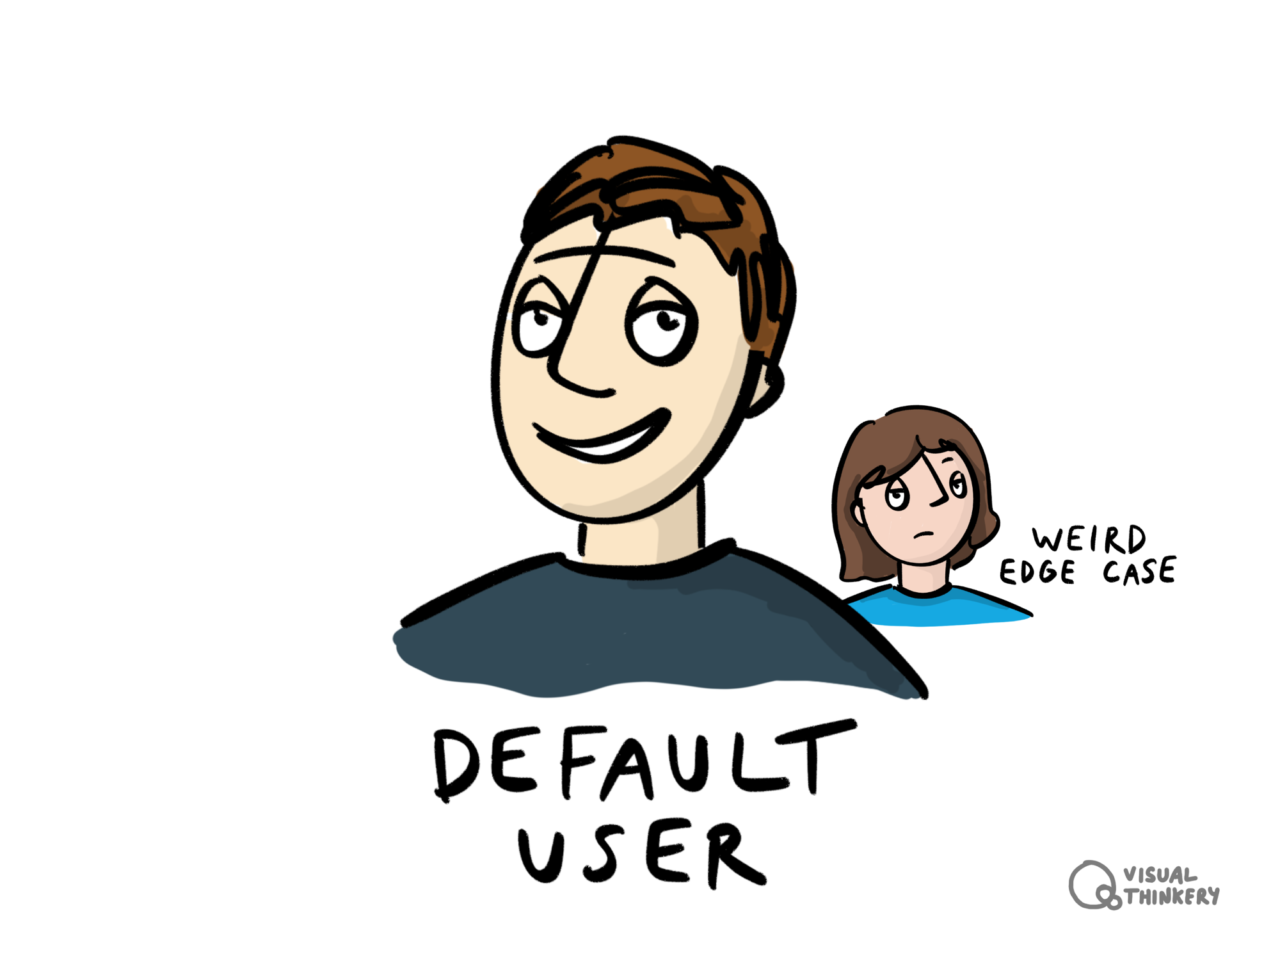 WEIRD
EDGE CASE
DEFAULT
USER
VISUAL
THINKERY